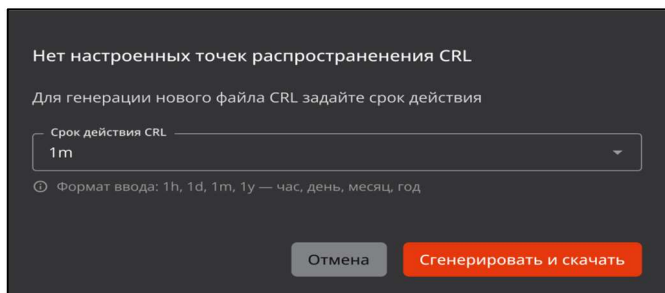 Нет настроенных точек распространенения CRL
Для генерации нового файла CRL задайте срок действия
Срок действия CRL
1m
Формат ввода: 1h, 1d, 1m, 1y — час, день, месяц, год
Отмена
Сгенерировать и скачать